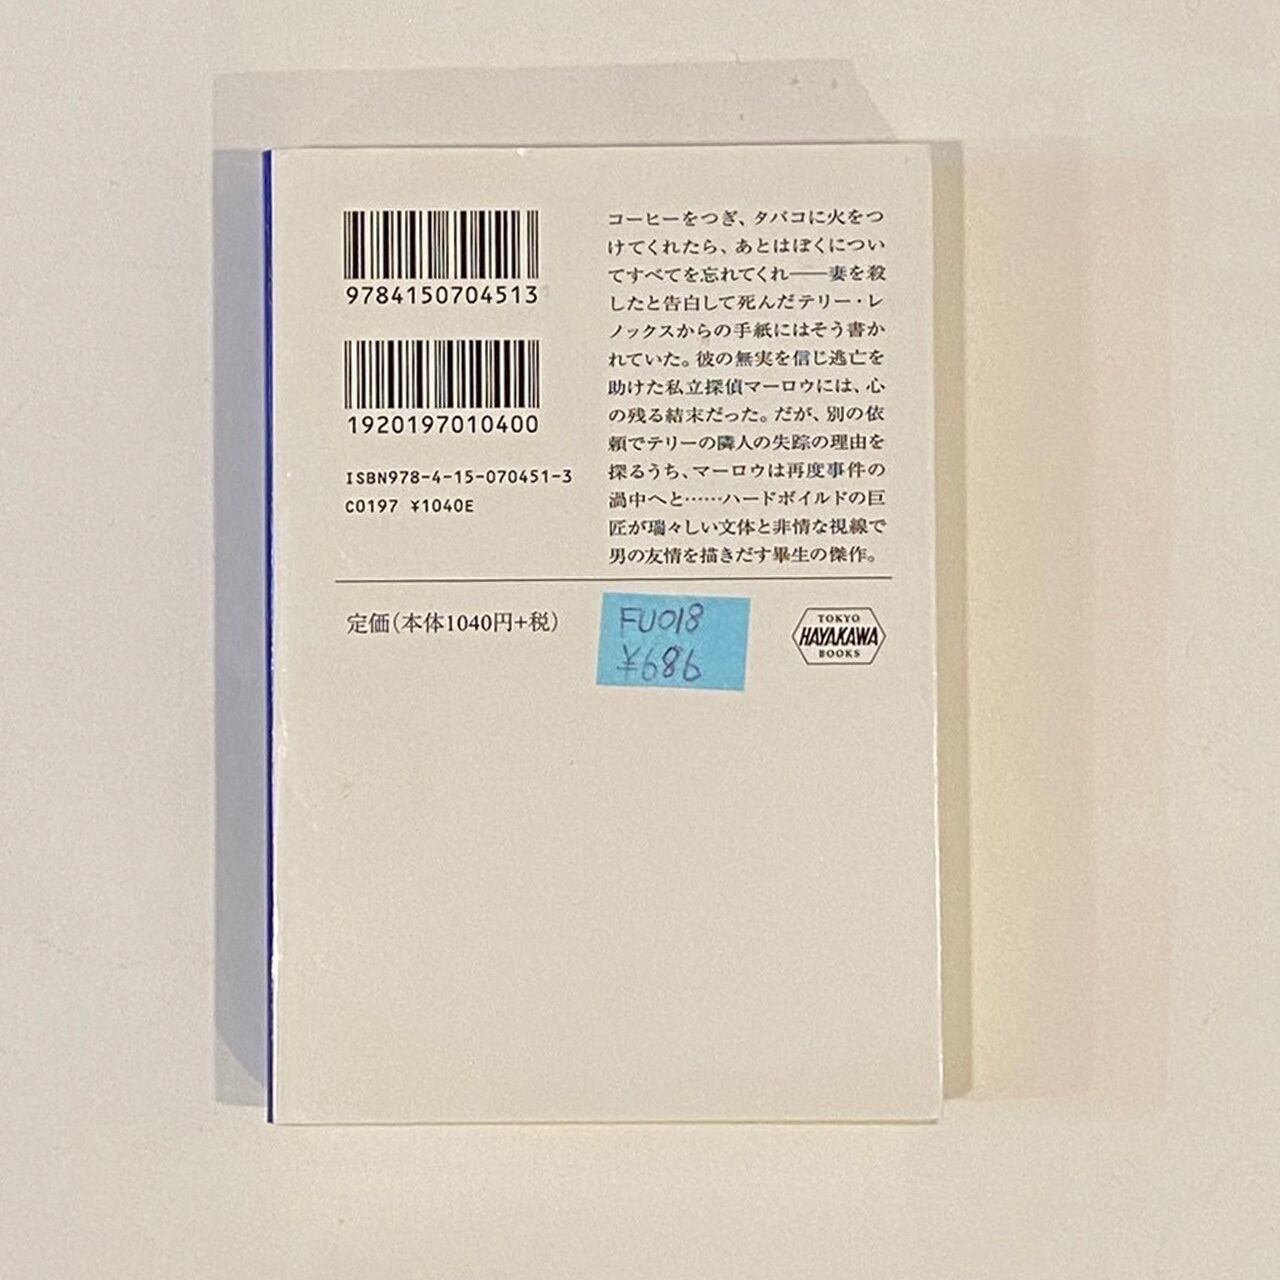 9784150704513
1920197010400
ISBN978-4-15-070451-3
C0197 ¥1040E
コーヒーをつぎ、タバコに火をつ
けてくれたら、あとはぼくについ
てすべてを忘れてくれ――妻を殺
したと告白して死んだテリー・レ
ノックスからの手紙にはそう書か
れていた。彼の無実を信じ逃亡を
助けた私立探偵マーロウには、心
の残る結末だった。だが、別の依
頼でテリーの隣人の失踪の理由を
探るうち、マーロウは再度事件の
渦中へと……ハードボイルドの巨
匠が瑞々しい文体と非情な視線で
男の友情を描きだす畢生の傑作。
定価(本体1040円+税)
FU018
¥686
TOKYO
HAYAKAWA
BOOKS